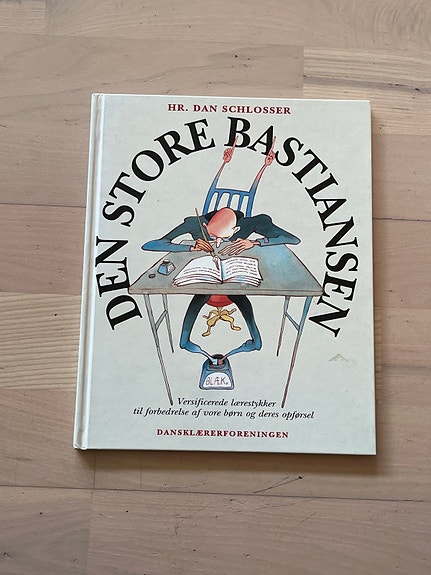 HR. DAN SCHLOSSER
DEN STORE BASTIANSEN
BLÆK.
Versificerede lærestykker
til forbedrelse af vore børn og deres opførsel
DANSKLÆRERFORENINGEN